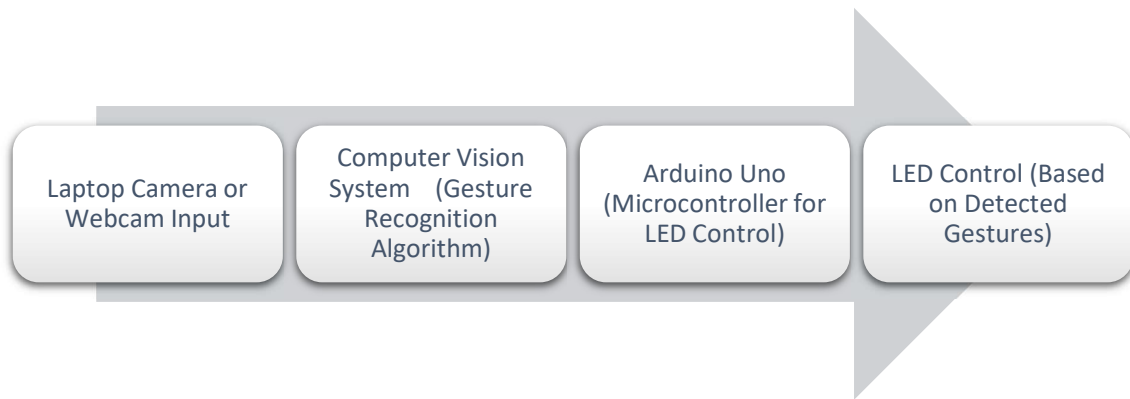 Laptop Camera or
Webcam Input
Computer Vision
System (Gesture
Recognition
Algorithm)
Arduino Uno
(Microcontroller for
LED Control)
LED Control (Based
on Detected
Gestures)